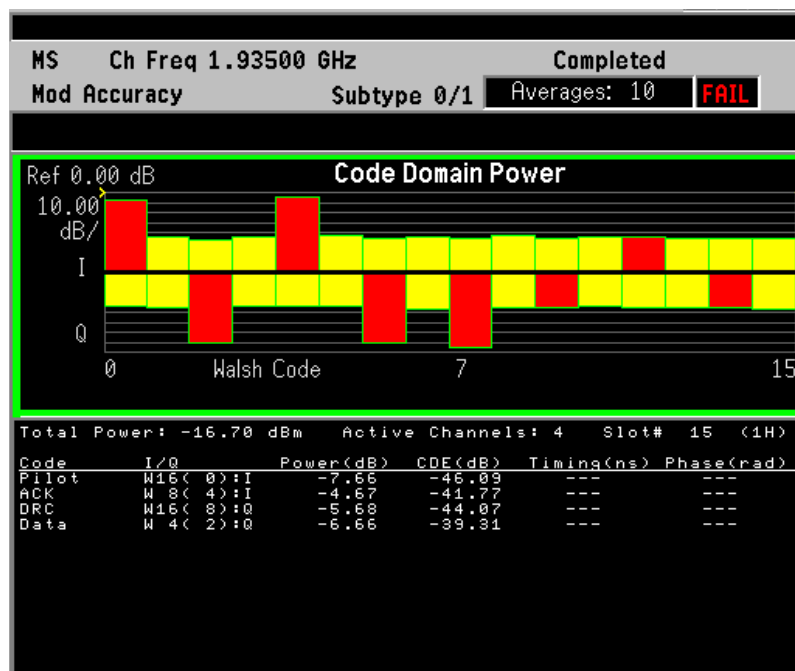 MS Ch Freq 1.93500 GHz Completed
Mod Accuracy Subtype 0/1 Averages: 10 FAIL
Ref 0.00 dB Code Domain Power
10.00
dB/
I
Q
0 Walsh Code 7 15
Total Power: -16.70 dBm Active Channels: 4 Slot# 15 (1H)
Code I/Q Power(dB) CDE(dB) Timing(ns) Phase(rad)
Pilot W16( 0):I -7.66 -46.09 --- ---
ACK W 8( 4):I -4.67 -41.77 --- ---
DRC W16( 8):Q -5.68 -44.07 --- ---
Data W 4( 2):Q -6.66 -39.31 --- ---